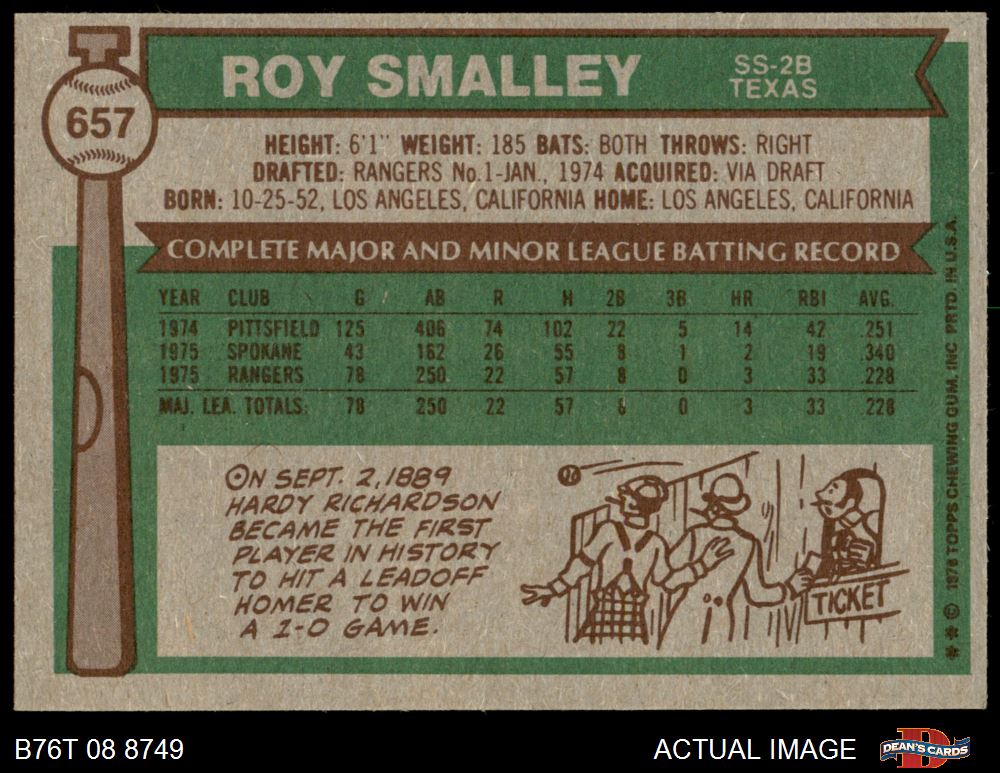 657
ROY SMALLEY
SS-2B
TEXAS
HEIGHT: 6'1" WEIGHT: 185 BATS: BOTH THROWS: RIGHT
DRAFTED: RANGERS No.1-JAN., 1974 ACQUIRED: VIA DRAFT
BORN: 10-25-52, LOS ANGELES, CALIFORNIA HOME: LOS ANGELES, CALIFORNIA
COMPLETE MAJOR AND MINOR LEAGUE BATTING RECORD
YEAR CLUB G AB R H 2B 3B HR RBI AVG.
1974 PITTSFIELD 125 406 74 102 22 5 14 42 .251
1975 SPOKANE 43 162 26 55 8 1 2 19 .340
1975 RANGERS 78 250 22 57 8 0 3 33 .228
MAJ. LEA. TOTALS: 78 250 22 57 8 0 3 33 .228
ON SEPT. 2, 1889
HARDY RICHARDSON
BECAME THE FIRST
PLAYER IN HISTORY
TO HIT A LEADOFF
HOMER TO WIN
A 1-0 GAME.
TICKET
** © 1976 TOPPS CHEWING GUM, INC PRTD. IN U.S.A.
B76T 08 8749
ACTUAL IMAGE
DEAN'S CARDS